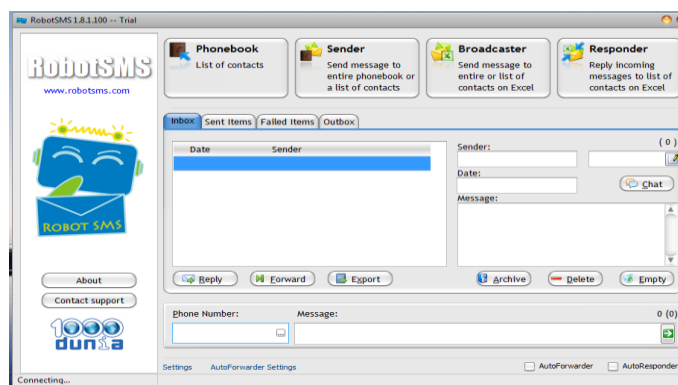 RobotSMS 1.8.1.100 -- Trial
RobotSMS
www.robotsms.com
ROBOT SMS
About
Contact support
1000
dunia
Connecting...
Phonebook
List of contacts
Sender
Send message to
entire phonebook or
a list of contacts
Broadcaster
Send message to
entire or list of
contacts on Excel
Responder
Reply incoming
messages to list of
contacts on Excel
Inbox Sent Items Failed Items Outbox
Date Sender
Sender: ( 0 )
Date:
Chat
Message:
Reply Forward Export Archive Delete Empty
Phone Number: Message: 0 (0)
Settings AutoForwarder Settings AutoForwarder AutoResponder